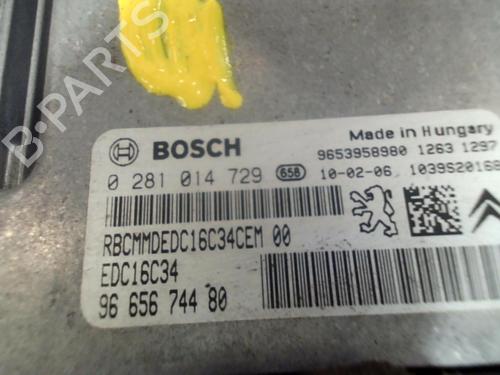 B-PARTS
BOSCH
Made in Hungary
9653958980 1263 1297
0 281 014 729 658 10-02-06 1039S20168
RBCMMDEDC16C34CEM 00
EDC16C34
96 656 744 80